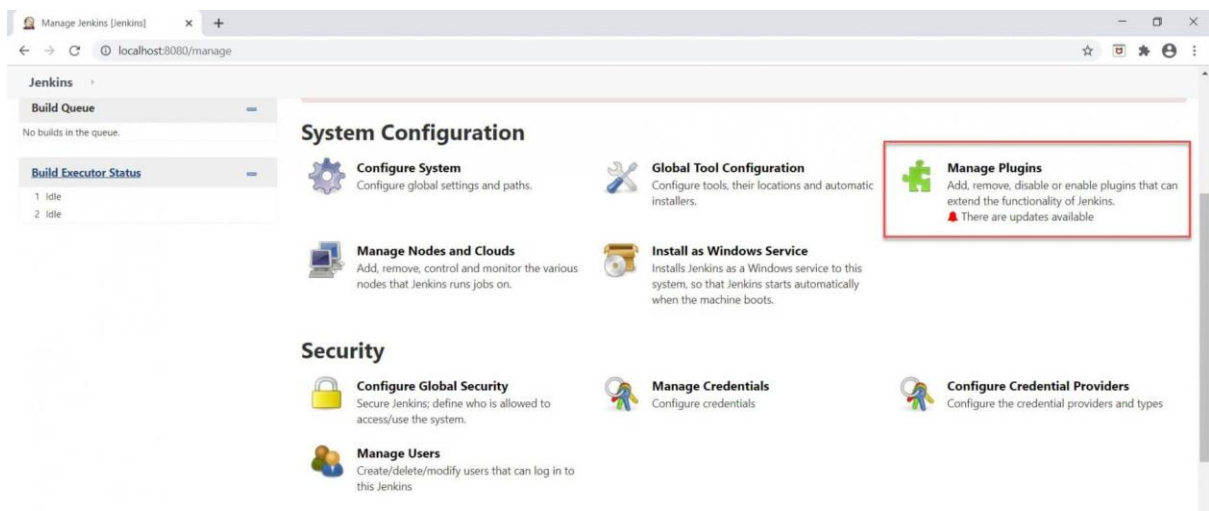 Manage Jenkins [Jenkins]
localhost:8080/manage
Jenkins
Build Queue
No builds in the queue.
Build Executor Status
1 Idle
2 Idle
System Configuration
Configure System
Configure global settings and paths.
Global Tool Configuration
Configure tools, their locations and automatic
installers.
Manage Plugins
Add, remove, disable or enable plugins that can
extend the functionality of Jenkins.
There are updates available
Manage Nodes and Clouds
Add, remove, control and monitor the various
nodes that Jenkins runs jobs on.
Install as Windows Service
Installs Jenkins as a Windows service to this
system, so that Jenkins starts automatically
when the machine boots.
Security
Configure Global Security
Secure Jenkins; define who is allowed to
access/use the system.
Manage Credentials
Configure credentials
Configure Credential Providers
Configure the credential providers and types
Manage Users
Create/delete/modify users that can log in to
this Jenkins